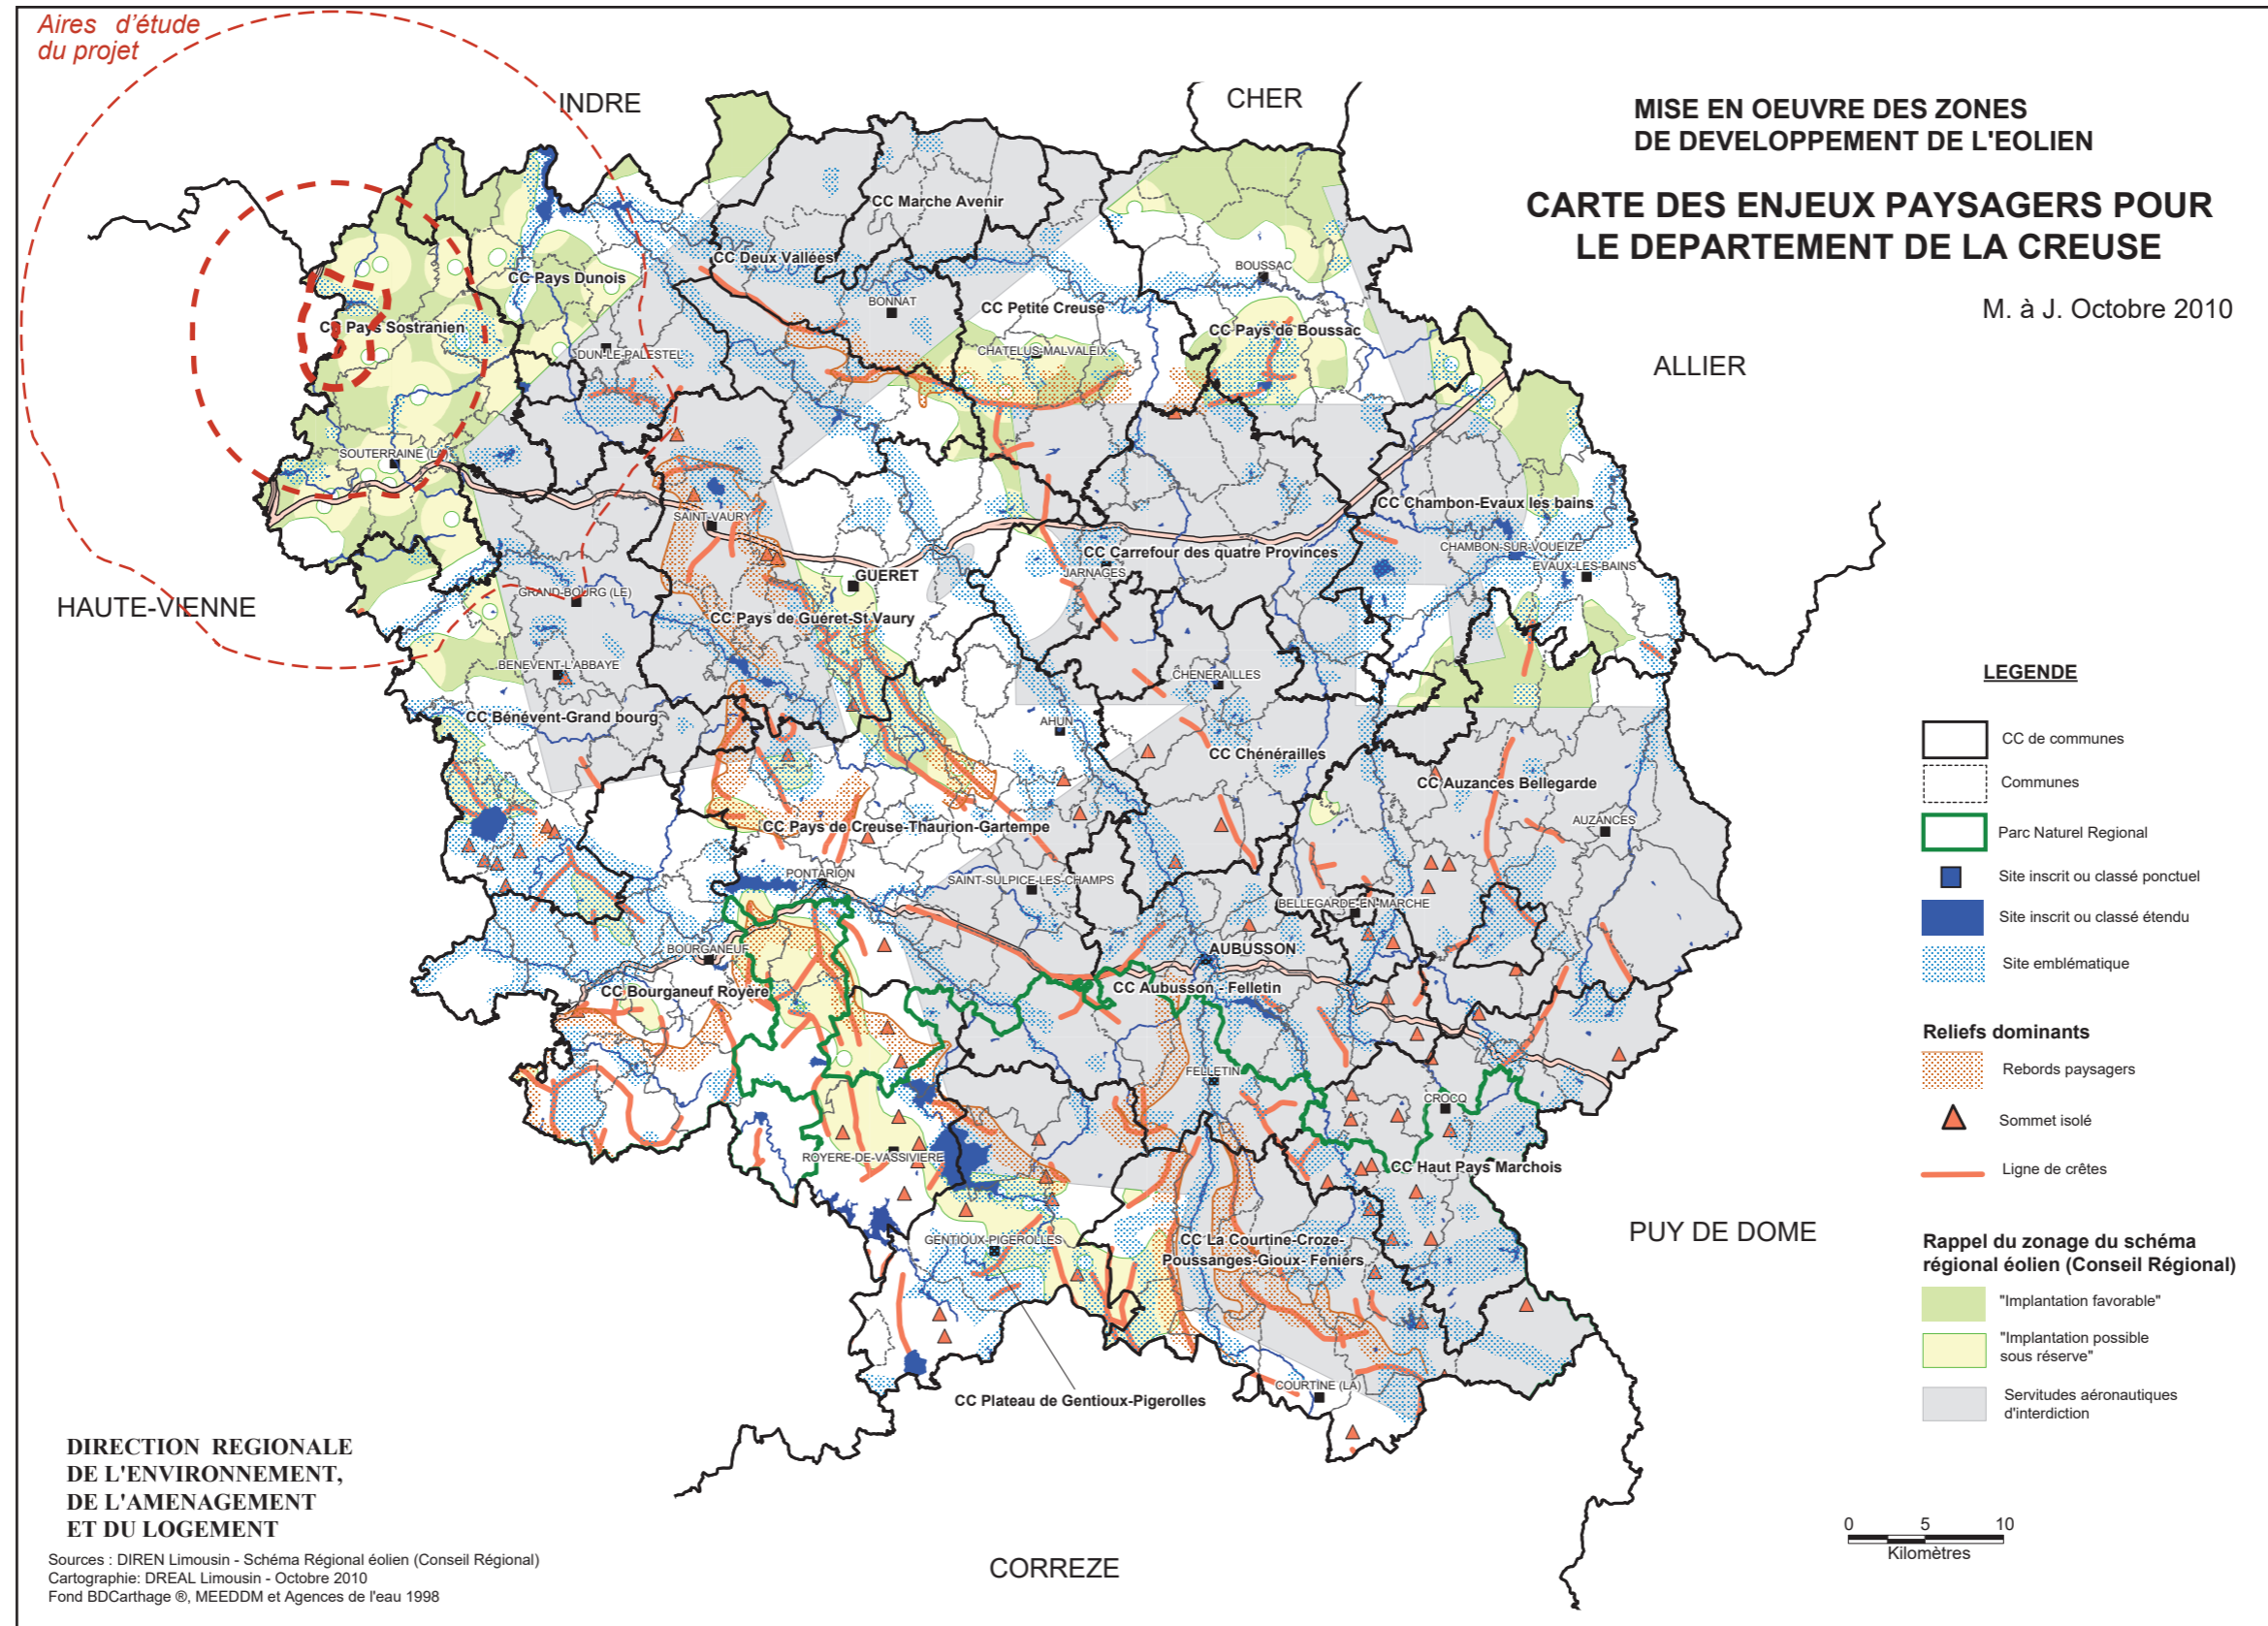 Aires d'étude
du projet
INDRE
CHER
MISE EN OEUVRE DES ZONES
DE DEVELOPPEMENT DE L'EOLIEN
CARTE DES ENJEUX PAYSAGERS POUR
LE DEPARTEMENT DE LA CREUSE
M. à J. Octobre 2010
ALLIER
HAUTE-VIENNE
PUY DE DOME
CORREZE
CC Marche Avenir
CC Deux Vallées
CC Pays Dunois
BOUSSAC
BONNAT
CC Petite Creuse
CC Pays de Boussac
CC Pays Sostranien
DUN-LE-PALESTEL
CHATELUS-MALVALEIX
SOUTERRAINE (LA)
SAINT-VAURY
CC Chambon-Evaux les bains
CHAMBON-SUR-VOUEIZE
EVAUX-LES-BAINS
CC Carrefour des quatre Provinces
JARNAGES
GUERET
GRAND-BOURG (LE)
CC Pays de Guéret-St Vaury
BENEVENT-L'ABBAYE
CHENERAILLES
CC Bénévent-Grand bourg
AHUN
CC Chénérailles
CC Auzances Bellegarde
AUZANCES
CC Pays de Creuse-Thaurion-Gartempe
PONTARION
SAINT-SULPICE-LES-CHAMPS
BELLEGARDE-EN-MARCHE
BOURGANEUF
AUBUSSON
CC Bourganeuf Royère
CC Aubusson - Felletin
FELLETIN
CROCQ
ROYERE-DE-VASSIVIERE
CC Haut Pays Marchois
GENTIOUX-PIGEROLLES
CC La Courtine-Croze-
Poussanges-Gioux- Feniers
COURTINE (LA)
CC Plateau de Gentioux-Pigerolles
LEGENDE
CC de communes
Communes
Parc Naturel Regional
Site inscrit ou classé ponctuel
Site inscrit ou classé étendu
Site emblématique
Reliefs dominants
Rebords paysagers
Sommet isolé
Ligne de crêtes
Rappel du zonage du schéma
régional éolien (Conseil Régional)
"Implantation favorable"
"Implantation possible
sous réserve"
Servitudes aéronautiques
d'interdiction
0 5 10
Kilomètres
DIRECTION REGIONALE
DE L'ENVIRONNEMENT,
DE L'AMENAGEMENT
ET DU LOGEMENT
Sources : DIREN Limousin - Schéma Régional éolien (Conseil Régional)
Cartographie: DREAL Limousin - Octobre 2010
Fond BDCarthage ®, MEEDDM et Agences de l'eau 1998